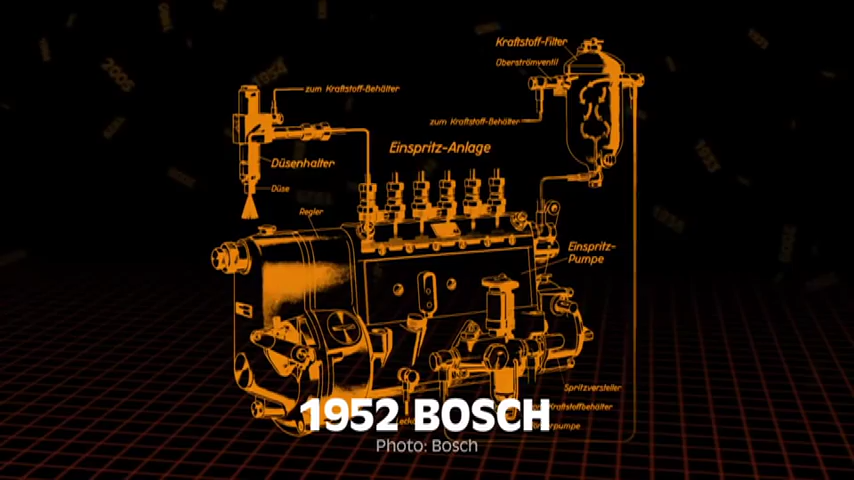 Kraftstoff-Filter
Überströmventil
zum Kraftstoff-Behälter
zum Kraftstoff-Behälter
Einspritz-Anlage
Düsenhalter
Düse
Regler
Einspritz-
Pumpe
Spritzversteller
Kraftstoffbehälter
1952 BOSCH
Photo: Bosch